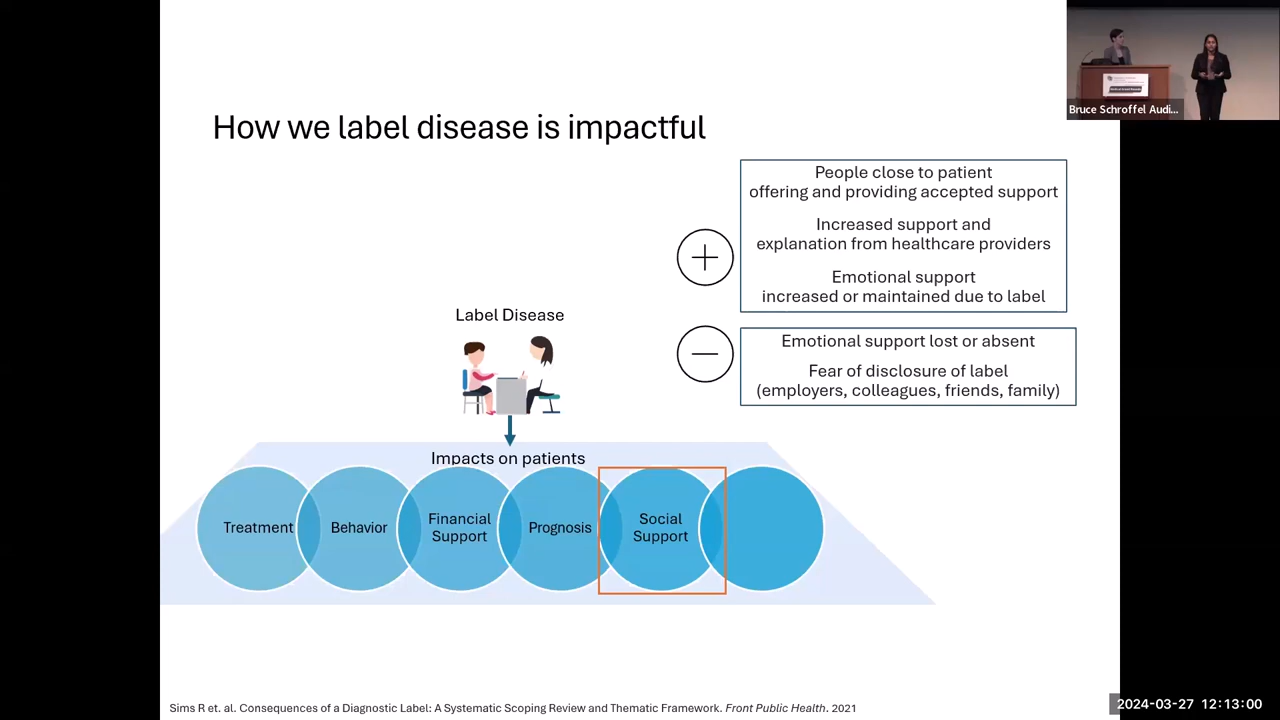 How we label disease is impactful
People close to patient
offering and providing accepted support
Increased support and
explanation from healthcare providers
Emotional support
increased or maintained due to label
Emotional support lost or absent
Fear of disclosure of label
(employers, colleagues, friends, family)
Label Disease
Impacts on patients
Treatment
Behavior
Financial
Support
Prognosis
Social
Support
Sims R et. al. Consequences of a Diagnostic Label: A Systematic Scoping Review and Thematic Framework. Front Public Health. 2021
Bruce Schroffel Audi...
2024-03-27 12:13:00